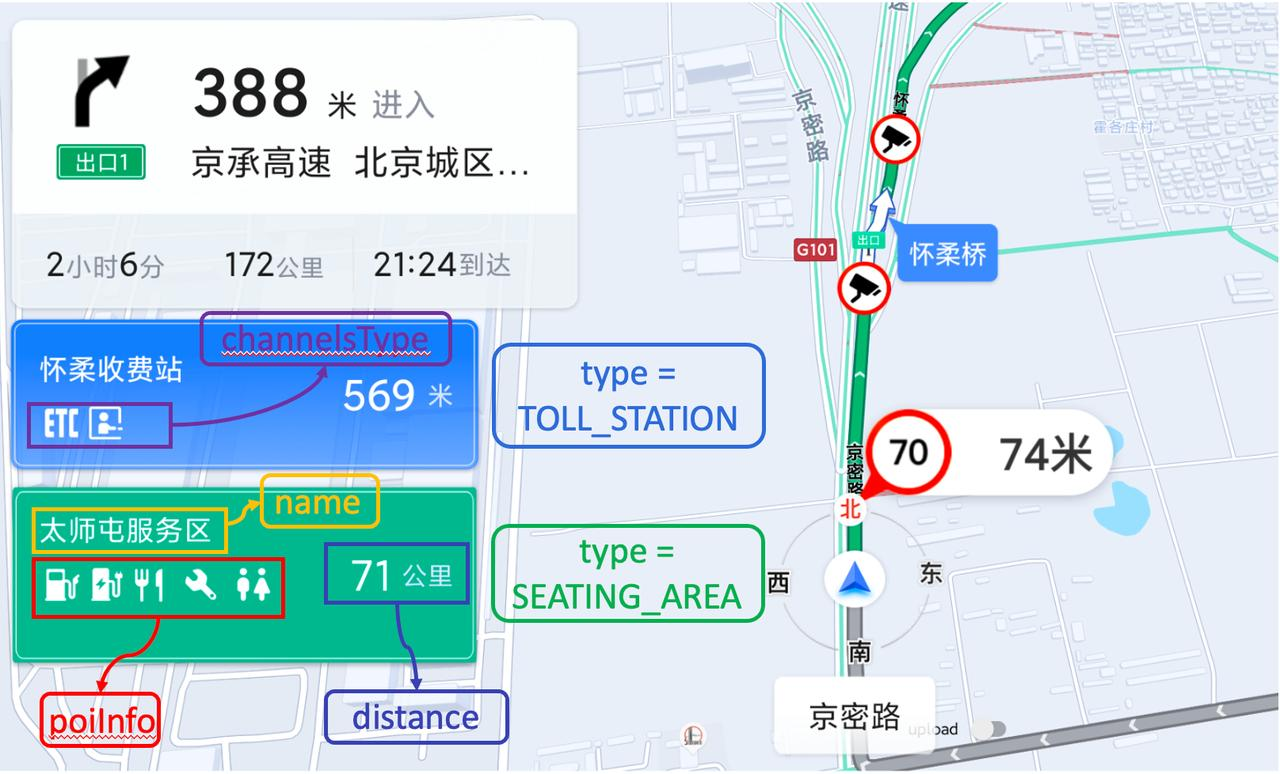 388 米 进入
出口1
京承高速 北京城区...
2小时6分 172公里 21:24到达
channelsType
怀柔收费站
569 米
ETC
type =
TOLL_STATION
name
太师屯服务区
71 公里
type =
SEATING_AREA
poiInfo
distance
京密路
怀柔
霍各庄村
G101
出口
怀柔桥
京密路
70
74米
北
西
东
南
京密路
upload